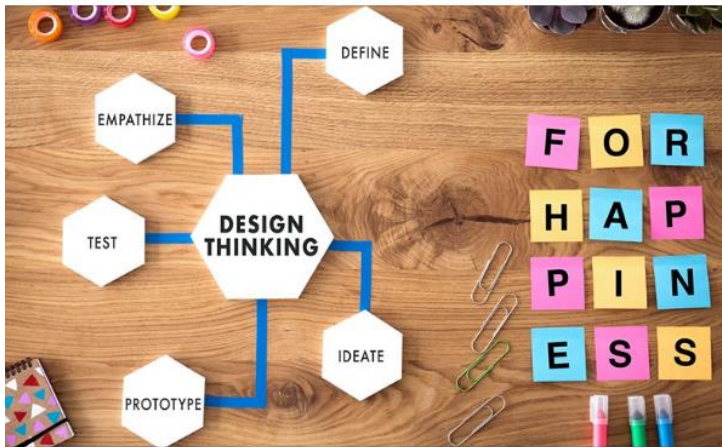 DEFINE
EMPATHIZE
DESIGN
THINKING
TEST
IDEATE
PROTOTYPE
FOR
HAP
PIN
ESS